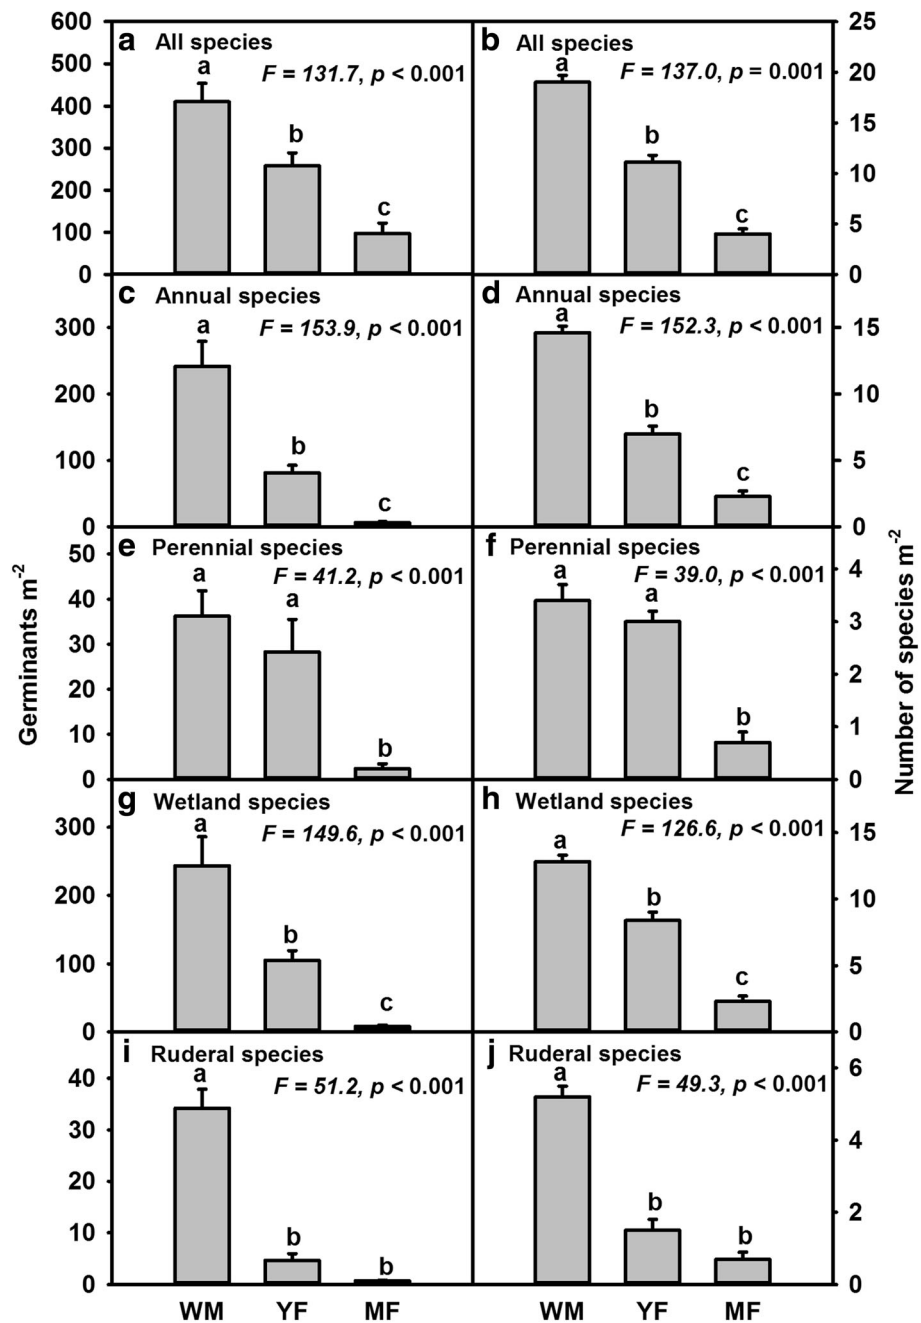 Germinants m-2
Number of species m-2
600
500
400
300
200
100
0
a All species
F = 131.7, p < 0.001
a
b
c
b All species
F = 137.0, p = 0.001
a
b
c
25
20
15
10
5
0
300
200
100
0
c Annual species
F = 153.9, p < 0.001
a
b
c
d Annual species
F = 152.3, p < 0.001
a
b
c
15
10
5
0
50
40
30
20
10
0
e Perennial species
F = 41.2, p < 0.001
a
a
b
f Perennial species
F = 39.0, p < 0.001
a
a
b
4
3
2
1
0
300
200
100
0
g Wetland species
F = 149.6, p < 0.001
a
b
c
h Wetland species
F = 126.6, p < 0.001
a
b
c
15
10
5
0
40
30
20
10
0
i Ruderal species
F = 51.2, p < 0.001
a
b
b
j Ruderal species
F = 49.3, p < 0.001
a
b
b
6
4
2
0
WM YF MF
WM YF MF